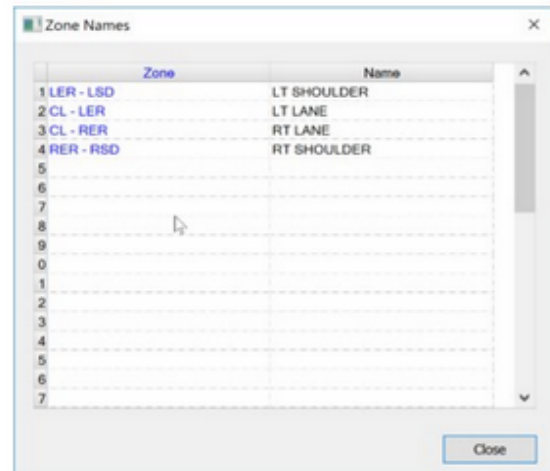 Zone Names
Zone Name
1 LER - LSD LT SHOULDER
2 CL - LER LT LANE
3 CL - RER RT LANE
4 RER - RSD RT SHOULDER
5
6
7
8
9
0
1
2
3
4
5
6
7
Close